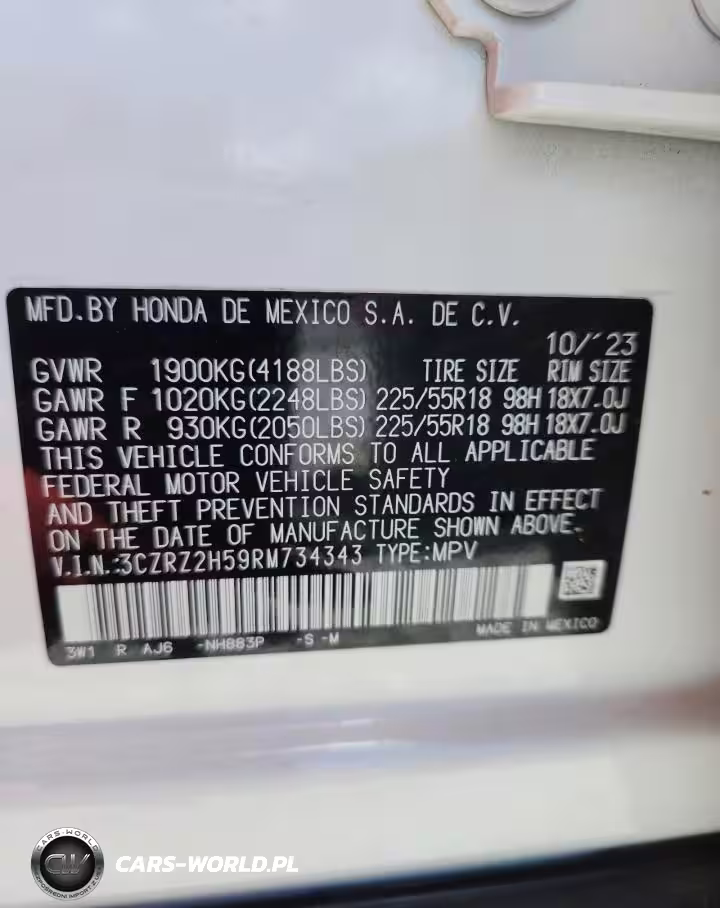 MFD.BY HONDA DE MEXICO S.A. DE C.V.
10/´23
GVWR 1900KG(4188LBS) TIRE SIZE RIM SIZE
GAWR F 1020KG(2248LBS) 225/55R18 98H 18X7.0J
GAWR R 930KG(2050LBS) 225/55R18 98H 18X7.0J
THIS VEHICLE CONFORMS TO ALL APPLICABLE
FEDERAL MOTOR VEHICLE SAFETY
AND THEFT PREVENTION STANDARDS IN EFFECT
ON THE DATE OF MANUFACTURE SHOWN ABOVE.
V.I.N.:3CZRZ2H59RM734343 TYPE:MPV
3W1 R AJ6 -NH883P -S -M MADE IN MEXICO
CARS-WORLD
CW
CARS-WORLD.PL